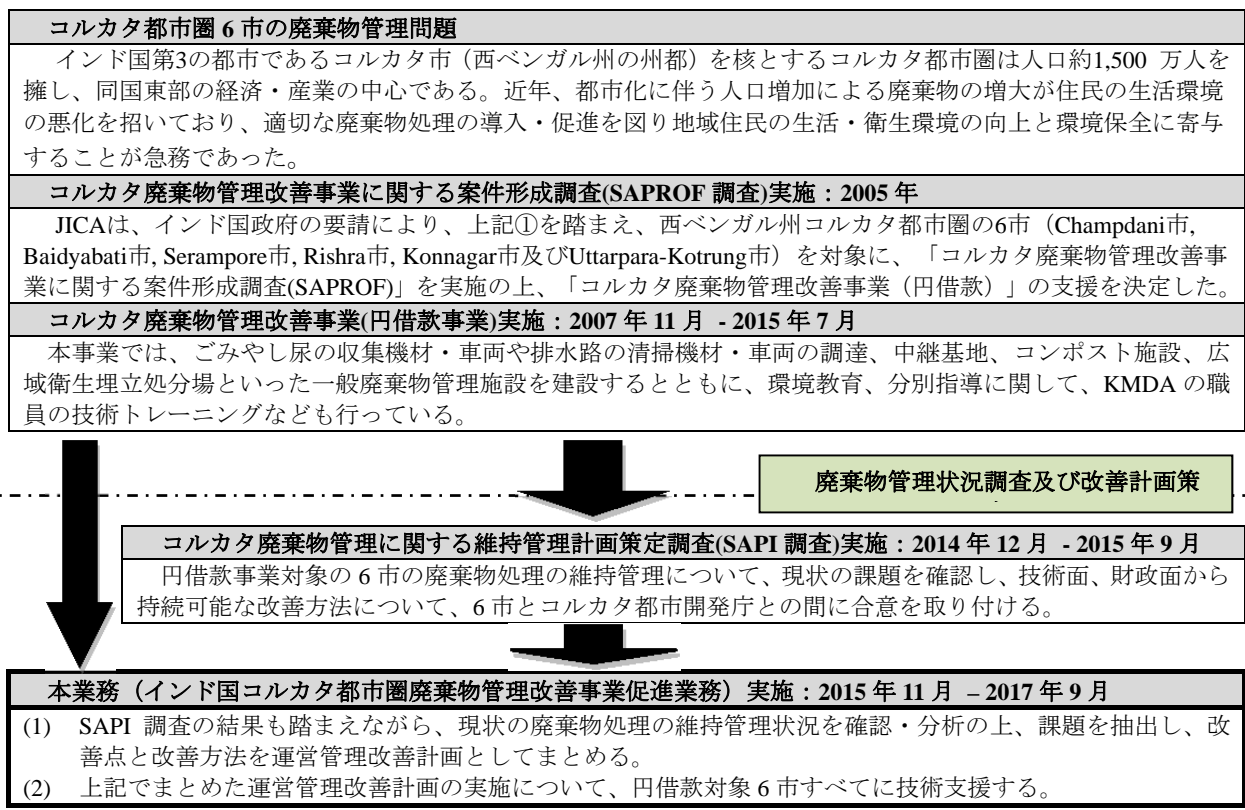 コルカタ都市圏 6 市の廃棄物管理問題
インド国第3の都市であるコルカタ市（西ベンガル州の州都）を核とするコルカタ都市圏は人口約1,500 万人を
擁し、同国東部の経済・産業の中心である。近年、都市化に伴う人口増加による廃棄物の増大が住民の生活環境
の悪化を招いており、適切な廃棄物処理の導入・促進を図り地域住民の生活・衛生環境の向上と環境保全に寄与
することが急務であった。
コルカタ廃棄物管理改善事業に関する案件形成調査(SAPROF 調査)実施：2005 年
JICAは、インド国政府の要請により、上記①を踏まえ、西ベンガル州コルカタ都市圏の6市（Champdani市,
Baidyabati市, Serampore市, Rishra市, Konnagar市及びUttarpara-Kotrung市）を対象に、「コルカタ廃棄物管理改善事
業に関する案件形成調査(SAPROF)」を実施の上、「コルカタ廃棄物管理改善事業（円借款）」の支援を決定した。
コルカタ廃棄物管理改善事業(円借款事業)実施：2007 年 11 月 - 2015 年 7 月
本事業では、ごみやし尿の収集機材・車両や排水路の清掃機材・車両の調達、中継基地、コンポスト施設、広
域衛生埋立処分場といった一般廃棄物管理施設を建設するとともに、環境教育、分別指導に関して、KMDA の職
員の技術トレーニングなども行っている。
廃棄物管理状況調査及び改善計画策
コルカタ廃棄物管理に関する維持管理計画策定調査(SAPI 調査)実施：2014 年 12 月 - 2015 年 9 月
円借款事業対象の 6 市の廃棄物処理の維持管理について、現状の課題を確認し、技術面、財政面から
持続可能な改善方法について、6 市とコルカタ都市開発庁との間に合意を取り付ける。
本業務（インド国コルカタ都市圏廃棄物管理改善事業促進業務）実施：2015 年 11 月 – 2017 年 9 月
(1) SAPI 調査の結果も踏まえながら、現状の廃棄物処理の維持管理状況を確認・分析の上、課題を抽出し、改
善点と改善方法を運営管理改善計画としてまとめる。
(2) 上記でまとめた運営管理改善計画の実施について、円借款対象 6 市すべてに技術支援する。